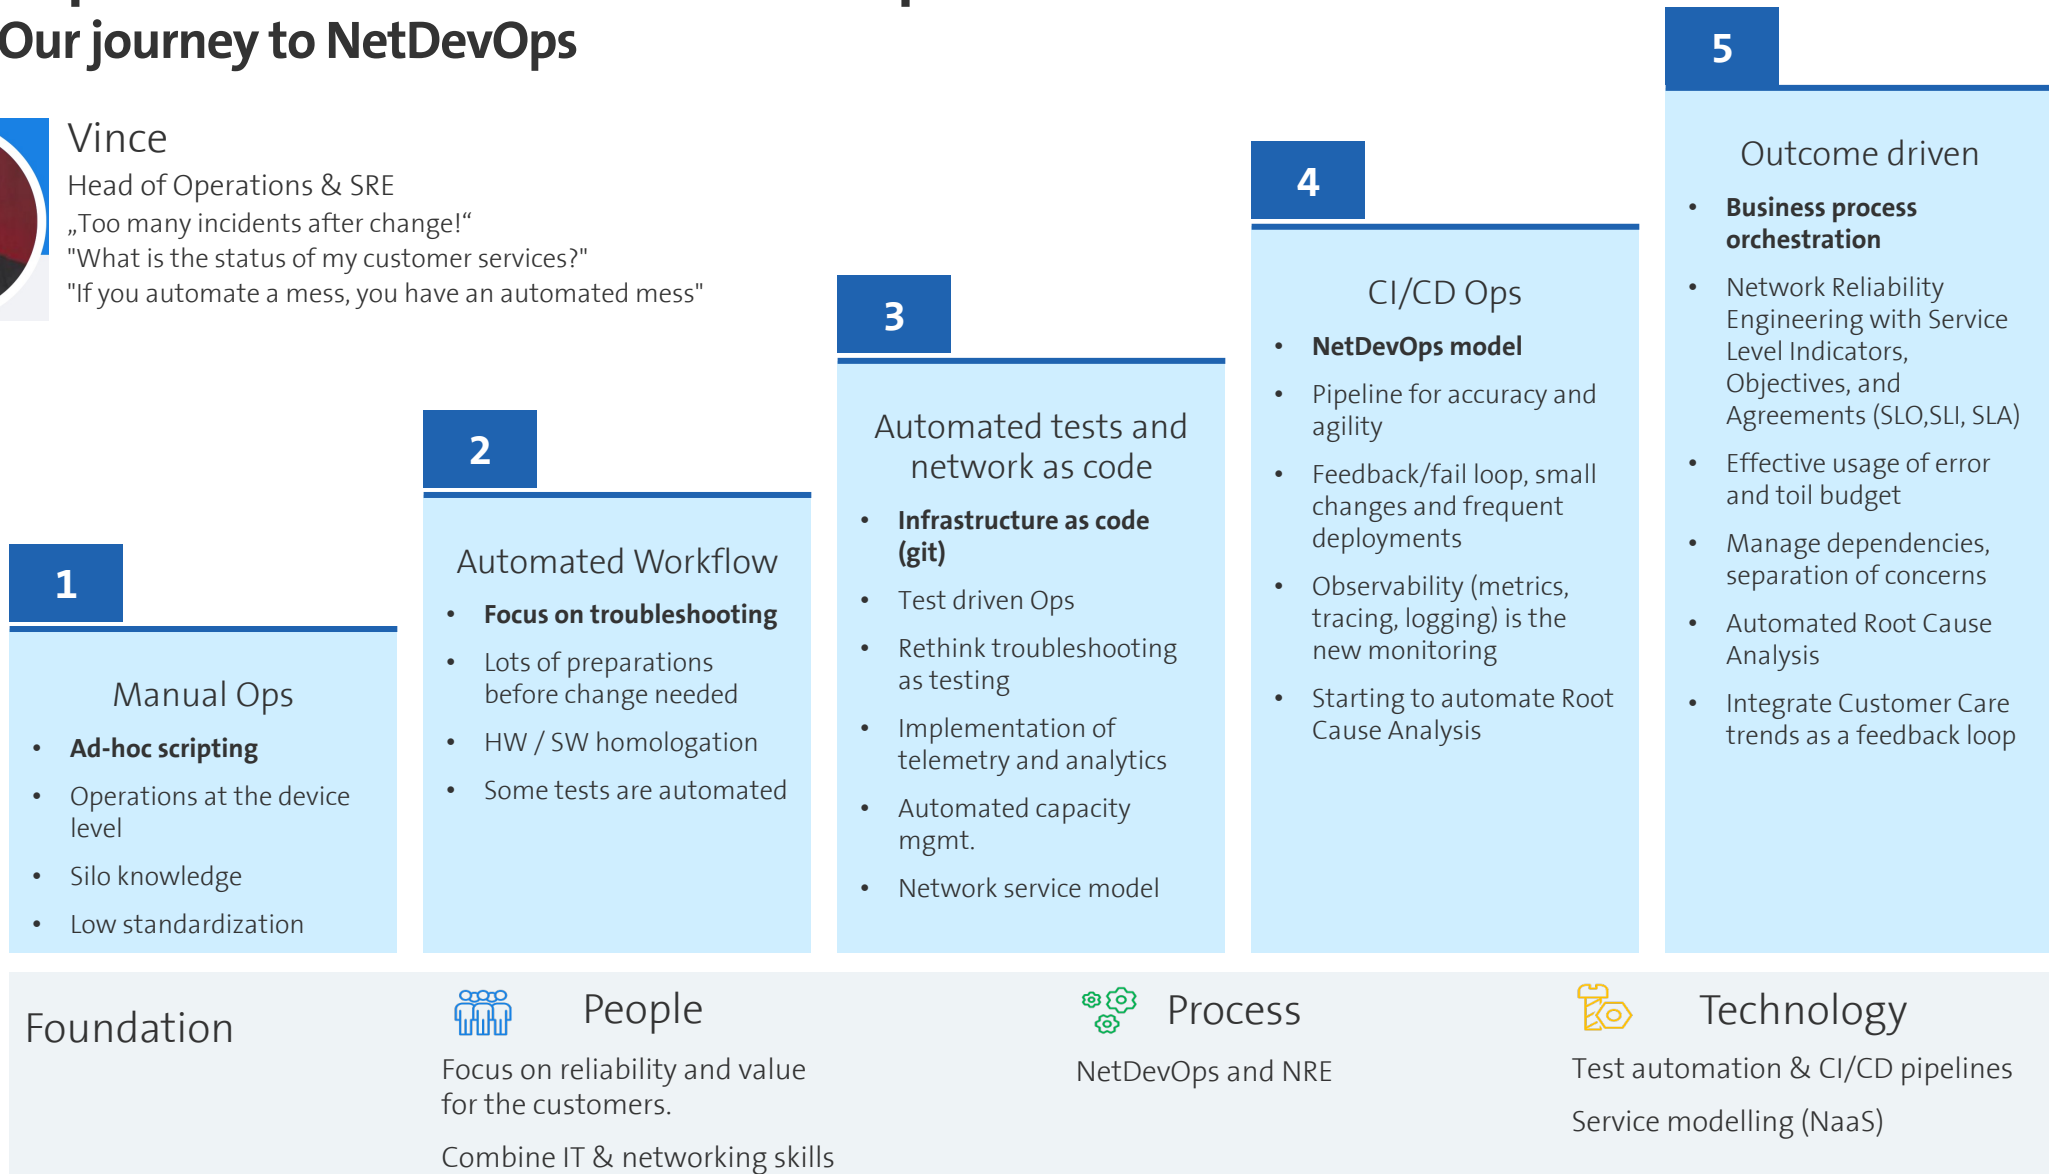 Our journey to NetDevOps
Vince
Head of Operations & SRE
„Too many incidents after change!“
"What is the status of my customer services?"
"If you automate a mess, you have an automated mess"
1
Manual Ops
• Ad-hoc scripting
• Operations at the device
level
• Silo knowledge
• Low standardization
2
Automated Workflow
• Focus on troubleshooting
• Lots of preparations
before change needed
• HW / SW homologation
• Some tests are automated
3
Automated tests and
network as code
• Infrastructure as code
(git)
• Test driven Ops
• Rethink troubleshooting
as testing
• Implementation of
telemetry and analytics
• Automated capacity
mgmt.
• Network service model
4
CI/CD Ops
• NetDevOps model
• Pipeline for accuracy and
agility
• Feedback/fail loop, small
changes and frequent
deployments
• Observability (metrics,
tracing, logging) is the
new monitoring
• Starting to automate Root
Cause Analysis
5
Outcome driven
• Business process
orchestration
• Network Reliability
Engineering with Service
Level Indicators,
Objectives, and
Agreements (SLO,SLI, SLA)
• Effective usage of error
and toil budget
• Manage dependencies,
separation of concerns
• Automated Root Cause
Analysis
• Integrate Customer Care
trends as a feedback loop
Foundation
People
Focus on reliability and value
for the customers.
Combine IT & networking skills
Process
NetDevOps and NRE
Technology
Test automation & CI/CD pipelines
Service modelling (NaaS)